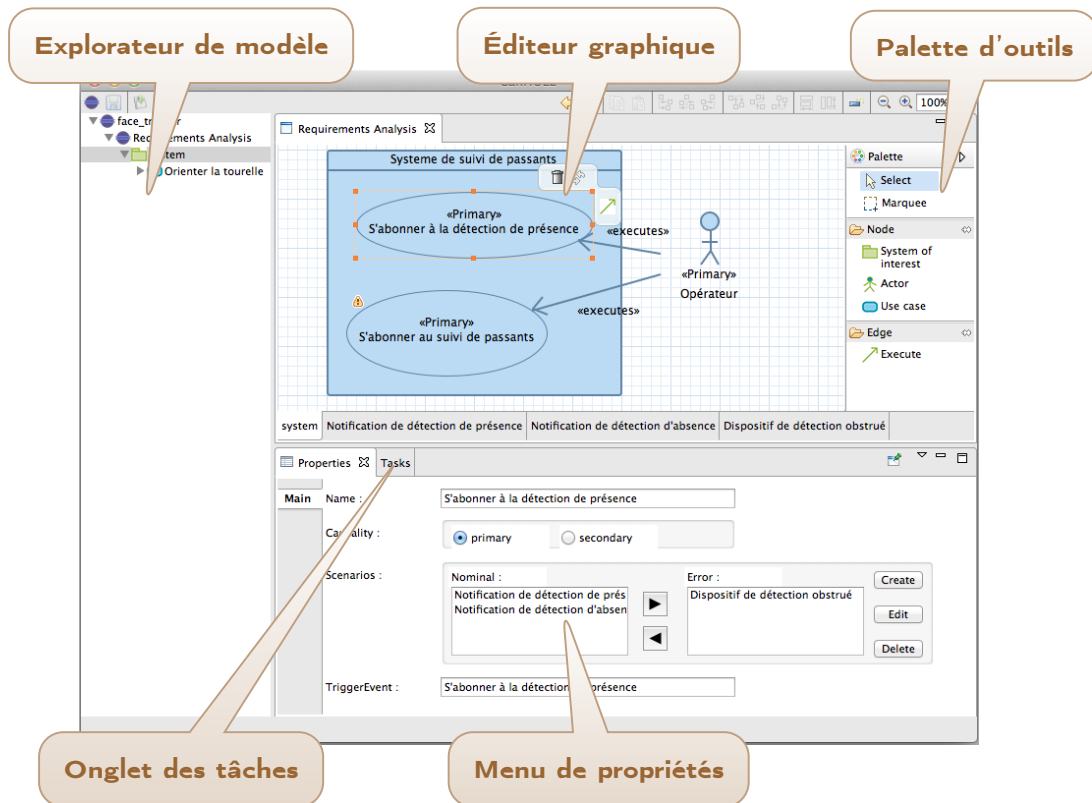 Explorateur de modèle
Éditeur graphique
Palette d'outils
100%
face_tr
Requirements Analysis
Orienter la tourelle
Requirements Analysis
Systeme de suivi de passants
«Primary»
S'abonner à la détection de présence
«executes»
«Primary»
Opérateur
«executes»
«Primary»
S'abonner au suivi de passants
Palette
Select
Marquee
Node
System of
interest
Actor
Use case
Edge
Execute
system
Notification de détection de présence
Notification de détection d'absence
Dispositif de détection obstrué
Properties
Tasks
Main
Name :
S'abonner à la détection de présence
primary
secondary
Scenarios :
Nominal :
Notification de détection de prés
Notification de détection d'absen
Error :
Dispositif de détection obstrué
Create
Edit
Delete
TriggerEvent :
S'abonner à la détection de présence
Onglet des tâches
Menu de propriétés